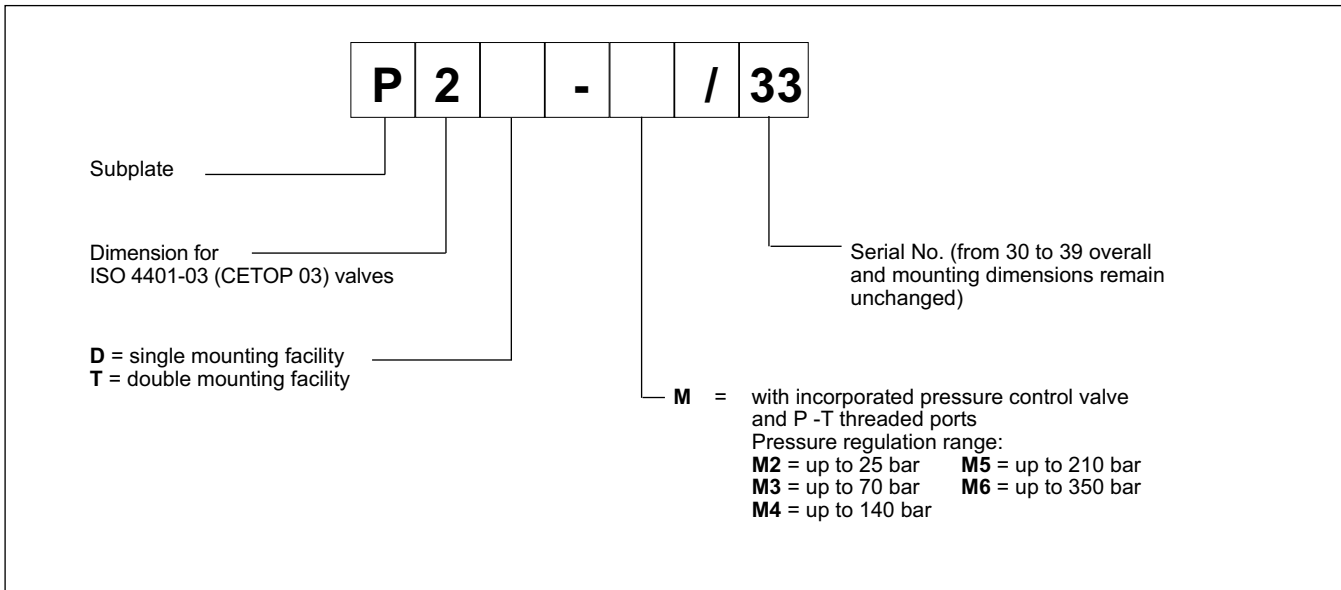 P 2 - / 33
Subplate
Dimension for
ISO 4401-03 (CETOP 03) valves
D = single mounting facility
T = double mounting facility
Serial No. (from 30 to 39 overall
and mounting dimensions remain
unchanged)
M = with incorporated pressure control valve
and P -T threaded ports
Pressure regulation range:
M2 = up to 25 bar M5 = up to 210 bar
M3 = up to 70 bar M6 = up to 350 bar
M4 = up to 140 bar